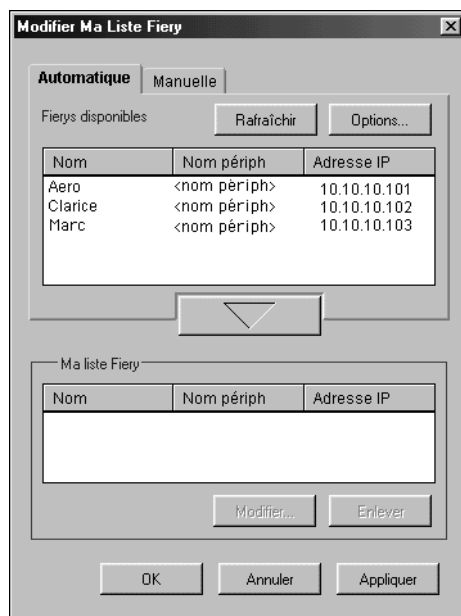 Modifier Ma Liste Fiery
Automatique Manuelle
Fierys disponibles Rafraîchir Options...
Nom Nom périph Adresse IP
Aero <nom pèriph> 10.10.10.101
Clarice <nom périph> 10.10.10.102
Marc <nom périph> 10.10.10.103
Ma liste Fiery
Nom Nom périph Adresse IP
Modifier... Enlever
OK Annuler Appliquer